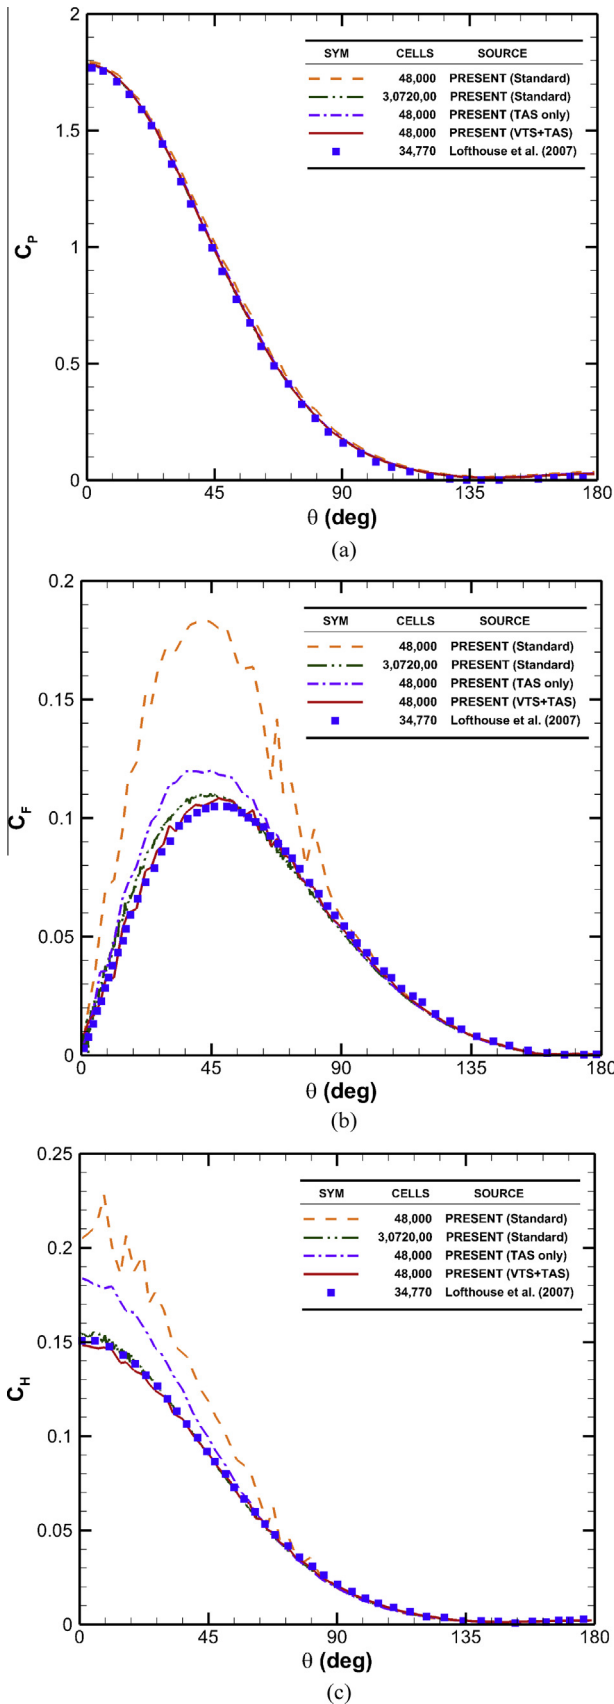 2
SYM CELLS SOURCE
48,000 PRESENT (Standard)
3,0720,00 PRESENT (Standard)
48,000 PRESENT (TAS only)
48,000 PRESENT (VTS+TAS)
34,770 Lofthouse et al. (2007)
1.5
C_P
1
0.5
0
0 45 90 135 180
θ (deg)
(a)
0.2
SYM CELLS SOURCE
48,000 PRESENT (Standard)
3,0720,00 PRESENT (Standard)
48,000 PRESENT (TAS only)
48,000 PRESENT (VTS+TAS)
34,770 Lofthouse et al. (2007)
0.15
C_F
0.1
0.05
0
0 45 90 135 180
θ (deg)
(b)
0.25
SYM CELLS SOURCE
48,000 PRESENT (Standard)
3,0720,00 PRESENT (Standard)
48,000 PRESENT (TAS only)
48,000 PRESENT (VTS+TAS)
34,770 Lofthouse et al. (2007)
0.2
0.15
C_H
0.1
0.05
0
0 45 90 135 180
θ (deg)
(c)